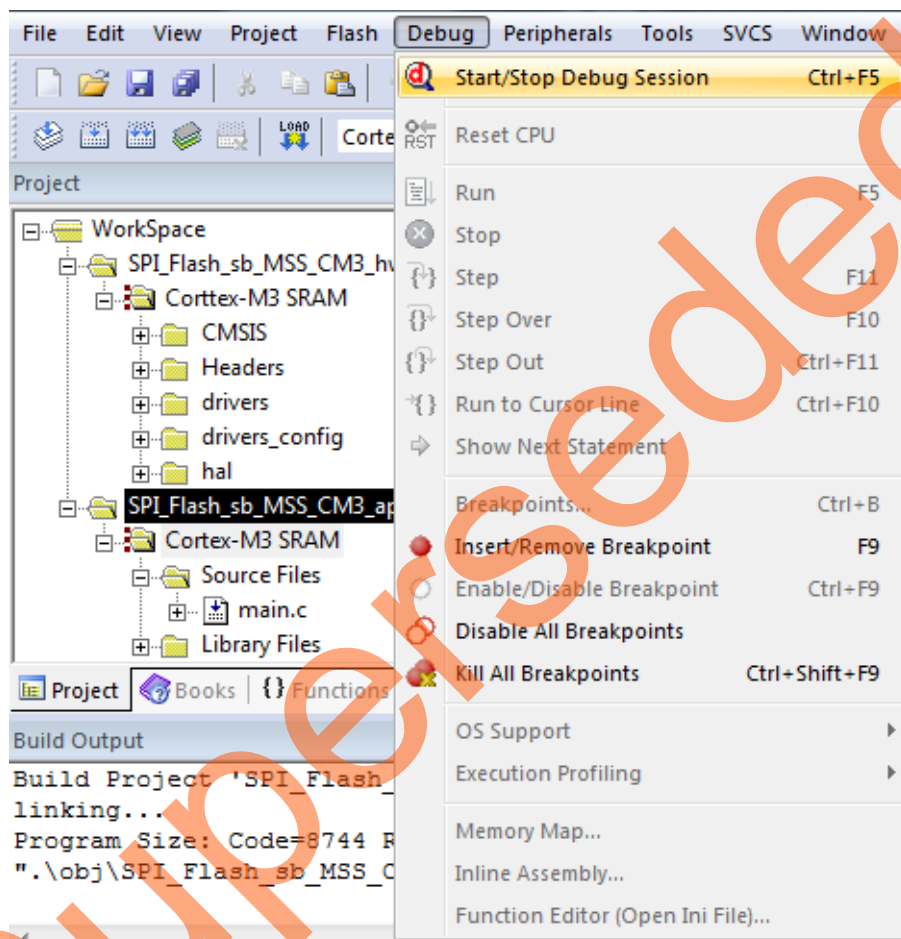 File Edit View Project Flash Debug Peripherals Tools SVCS Window
Start/Stop Debug Session Ctrl+F5
LOAD
Corte
RST Reset CPU
Project
Run F5
Stop
Step F11
Step Over F10
Step Out Ctrl+F11
Run to Cursor Line Ctrl+F10
Show Next Statement
Breakpoints... Ctrl+B
Insert/Remove Breakpoint F9
Enable/Disable Breakpoint Ctrl+F9
Disable All Breakpoints
Kill All Breakpoints Ctrl+Shift+F9
OS Support
Execution Profiling
Memory Map...
Inline Assembly...
Function Editor (Open Ini File)...
WorkSpace
SPI_Flash_sb_MSS_CM3_hw
Corttex-M3 SRAM
CMSIS
Headers
drivers
drivers_config
hal
SPI_Flash_sb_MSS_CM3_ap
Cortex-M3 SRAM
Source Files
main.c
Library Files
Project Books {} Functions
Build Output
Build Project 'SPI_Flash_
linking...
Program Size: Code=8744 R
".\obj\SPI_Flash_sb_MSS_C
Superseded